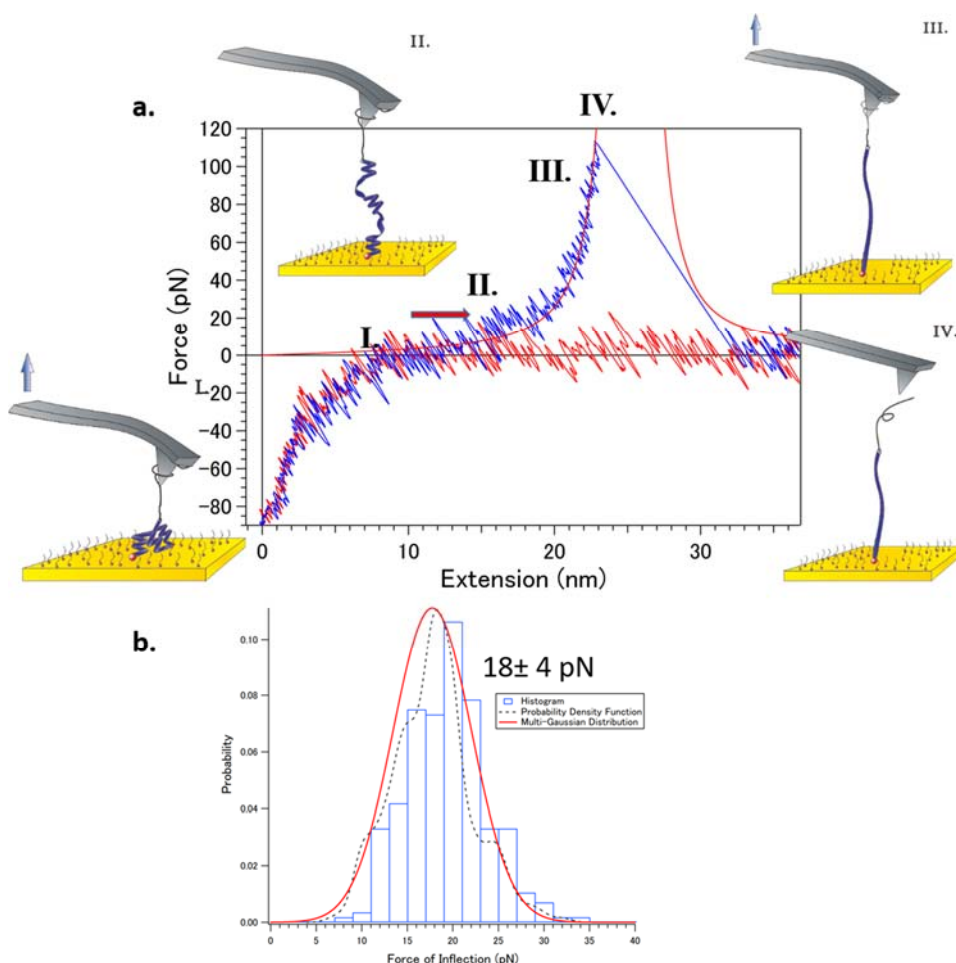 II.
III.
a.
IV.
120
100
80
60
40
20
0
-20
-40
-60
-80
Force (pN)
III.
II.
I.
I.
IV.
0
10
20
30
Extension (nm)
b.
18± 4 pN
Histogram
Probability Density Function
Multi-Gaussian Distribution
0.10
0.08
0.06
0.04
0.02
0.00
Probability
0
5
10
15
20
25
30
35
40
Force of Inflection (pN)